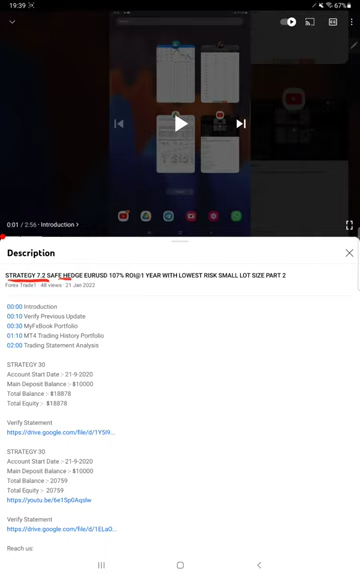 19:39
67%
0:01 / 2:56 · Introduction >
Description
STRATEGY 7.2 SAFE HEDGE EURUSD 107% ROI@1 YEAR WITH LOWEST RISK SMALL LOT SIZE PART 2
Forex Trade1 · 48 views · 21 Jan 2022
00:00 Introduction
00:10 Verify Previous Update
00:30 MyFxBook Portfolio
01:10 MT4 Trading History Portfolio
02:00 Trading Statement Analysis
STRATEGY 30
Account Start Date :- 21-9-2020
Main Deposit Balance :- $10000
Total Balance :- $18878
Total Equity :- $18878
Verify Statement
https://drive.google.com/file/d/1Y5I9...
STRATEGY 30
Account Start Date :- 21-9-2020
Main Deposit Balance :- $10000
Total Balance :- 20759
Total Equity :- 20759
https://youtu.be/6e1Sp0Aqslw
Verify Statement
https://drive.google.com/file/d/1ELaO...
Reach us: